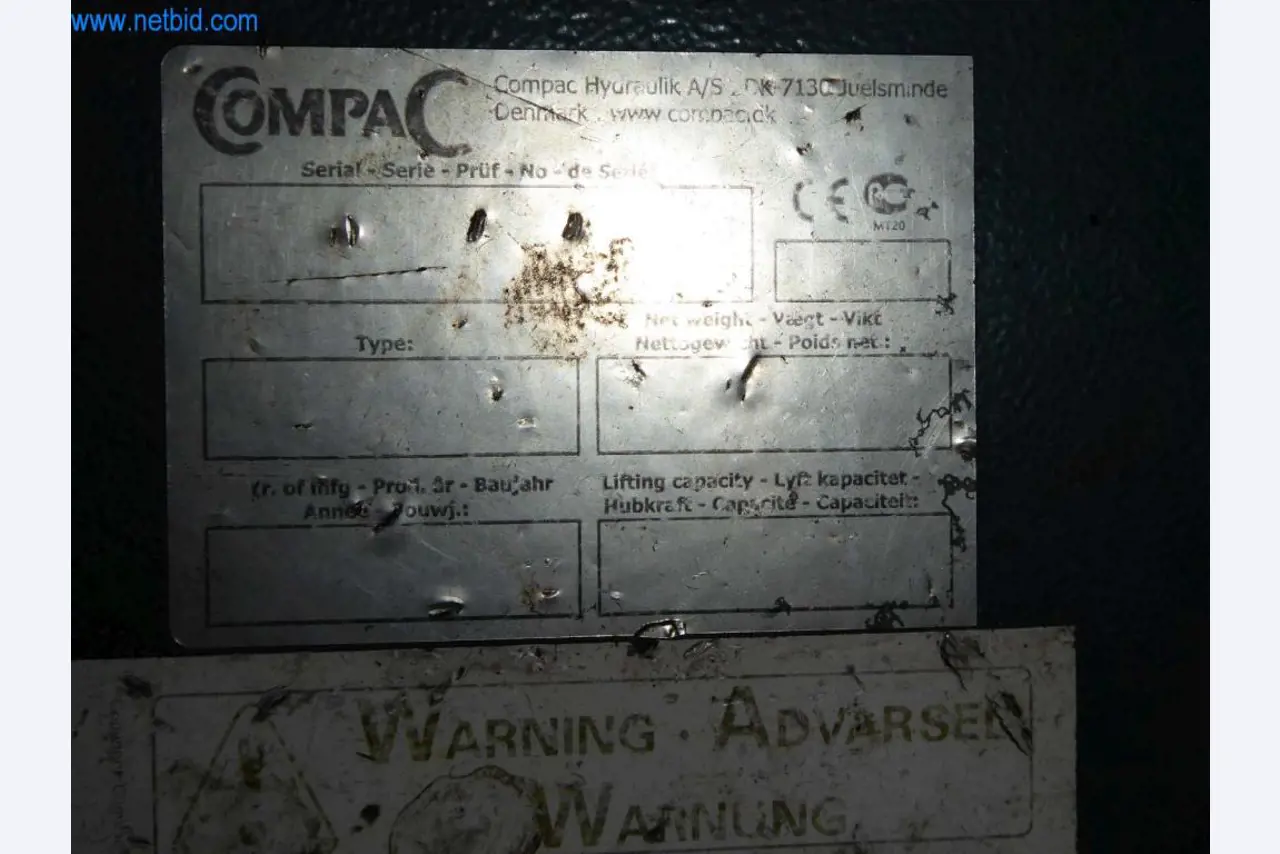 www.netbid.com
COMPAC
Compac Hydraulik A/S . DK-7130 Juelsminde
Denmark . www.compac.dk
Serial - Serie - Prüf - No - de Serie
CE
MT20
Net weight - Vægt - Vikt
Nettogewicht - Poids net.:
Type:
Yr. of mfg - Prod. år - Baujahr
Année - Bouwj.:
Lifting capacity - Lyft kapacitet -
Hubkraft - Capacité - Capaciteit:
WARNING · ADVARSEL
WARNUNG